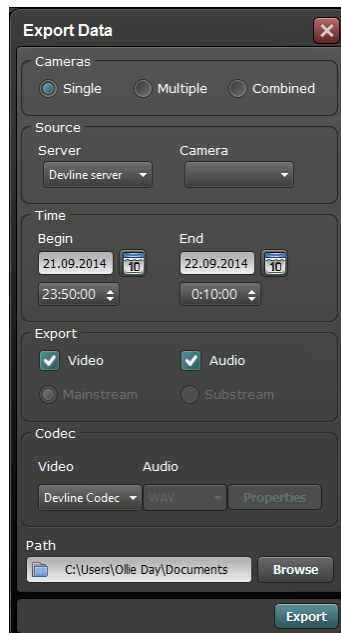 Export Data
Cameras
Single Multiple Combined
Source
Server Camera
Devline server
Time
Begin End
21.09.2014 10 22.09.2014 10
23:50:00 0:10:00
Export
Video Audio
Mainstream Substream
Codec
Video Audio
Devline Codec WAV Properties
Path
C:\Users\Ollie Day\Documents Browse
Export